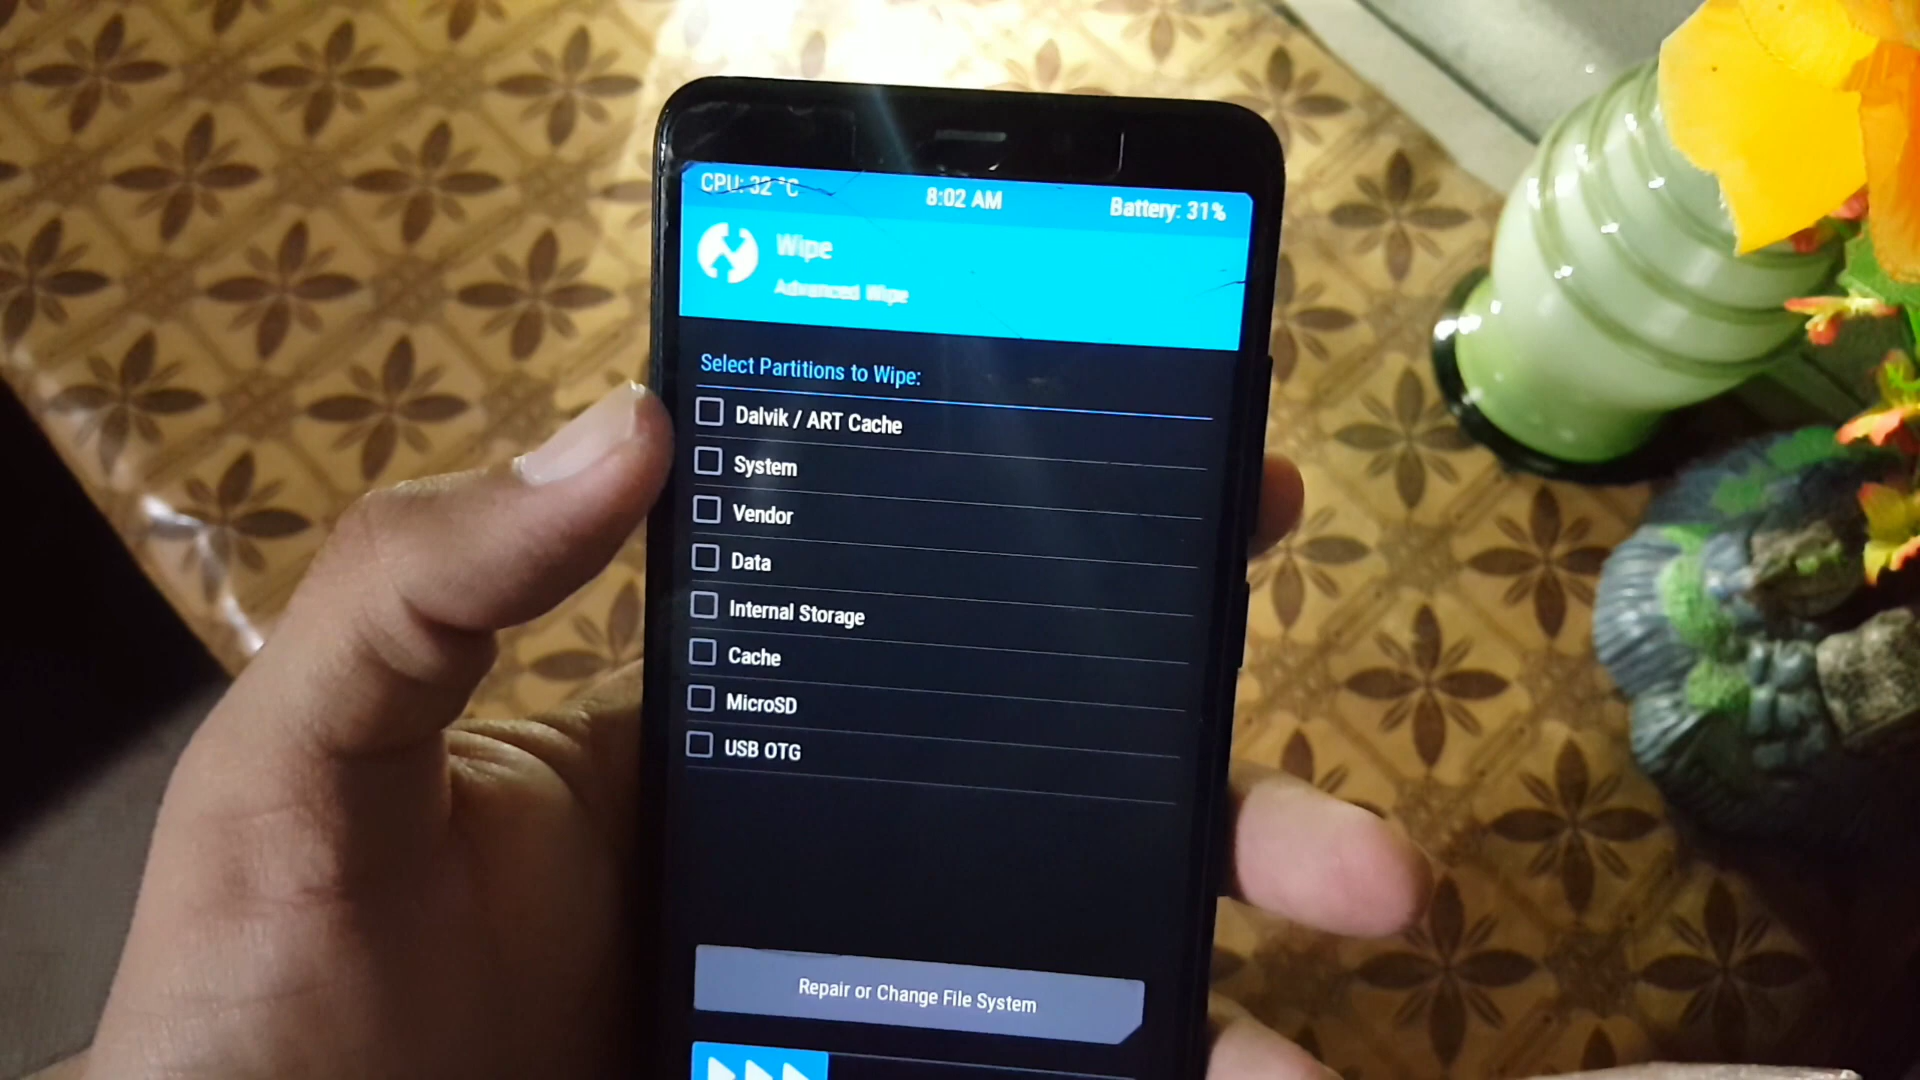 CPU: 32 °C
8:02 AM
Battery: 31%
Wipe
Advanced Wipe
Select Partitions to Wipe:
Dalvik / ART Cache
System
Vendor
Data
Internal Storage
Cache
MicroSD
USB OTG
Repair or Change File System